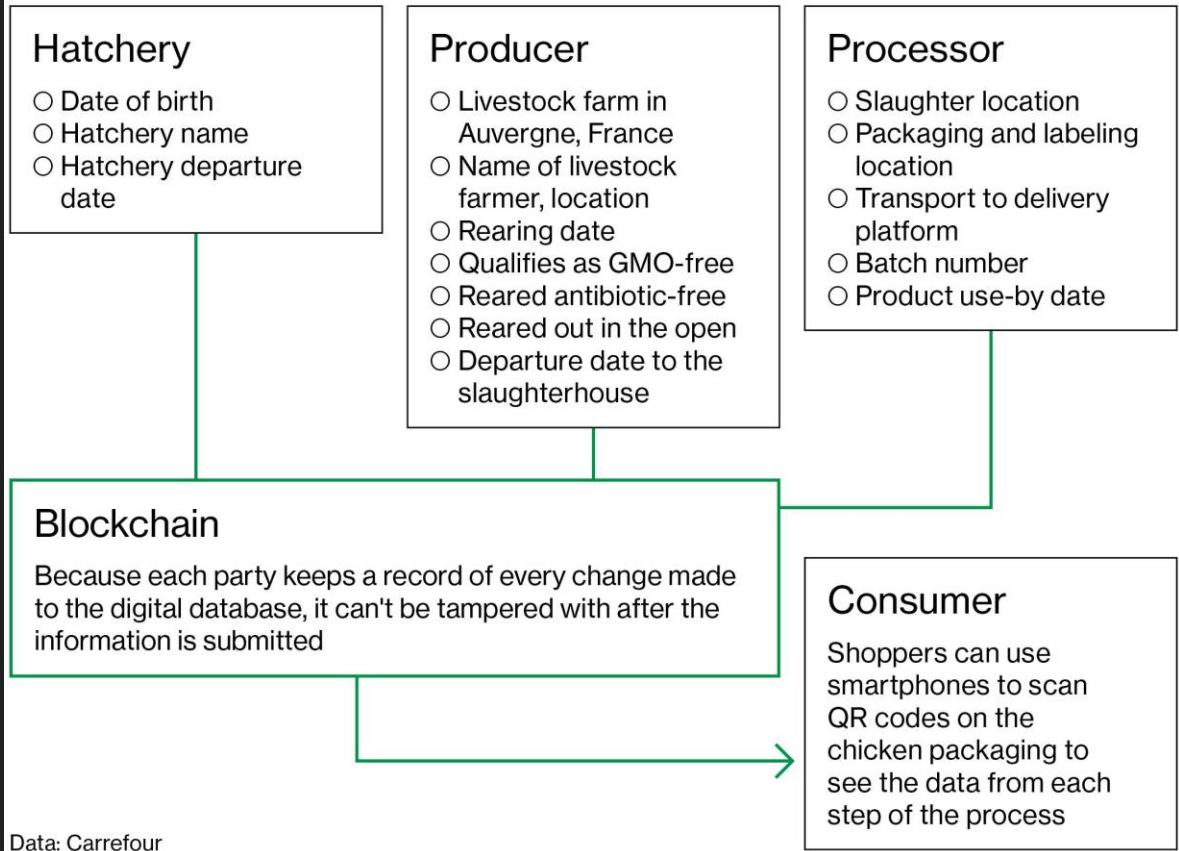 Hatchery
○ Date of birth
○ Hatchery name
○ Hatchery departure
date
Producer
○ Livestock farm in
Auvergne, France
○ Name of livestock
farmer, location
○ Rearing date
○ Qualifies as GMO-free
○ Reared antibiotic-free
○ Reared out in the open
○ Departure date to the
slaughterhouse
Processor
○ Slaughter location
○ Packaging and labeling
location
○ Transport to delivery
platform
○ Batch number
○ Product use-by date
Blockchain
Because each party keeps a record of every change made
to the digital database, it can't be tampered with after the
information is submitted
Consumer
Shoppers can use
smartphones to scan
QR codes on the
chicken packaging to
see the data from each
step of the process
Data: Carrefour